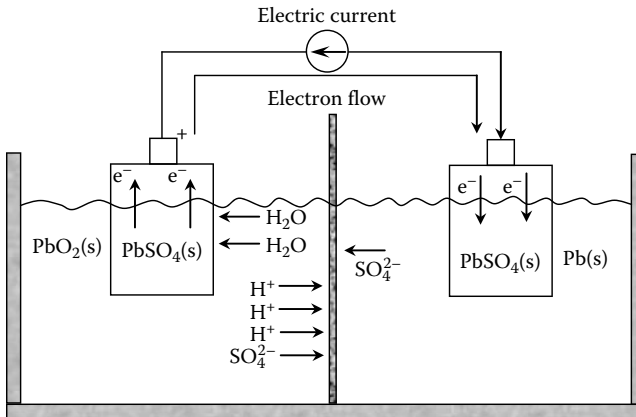 Electric current
Electron flow
+
e⁻ e⁻
e⁻ e⁻
H₂O
PbO₂(s) PbSO₄(s) H₂O
SO₄²⁻ PbSO₄(s) Pb(s)
H⁺
H⁺
H⁺
SO₄²⁻